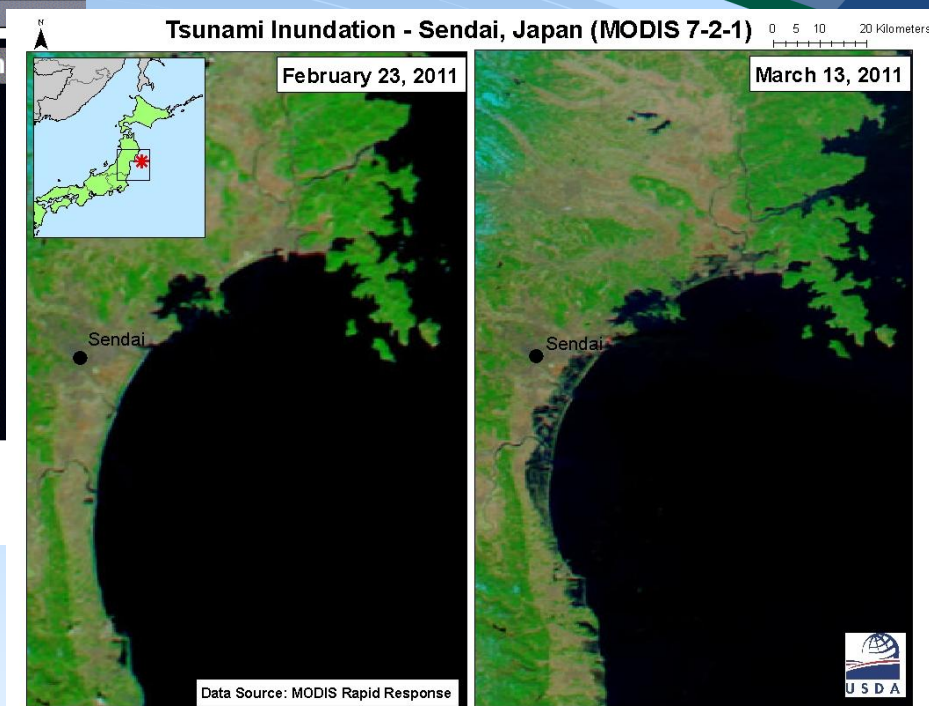 Tsunami Inundation - Sendai, Japan (MODIS 7-2-1)
0 5 10 20 Kilometers
N
February 23, 2011
March 13, 2011
Sendai
Sendai
Data Source: MODIS Rapid Response
USDA